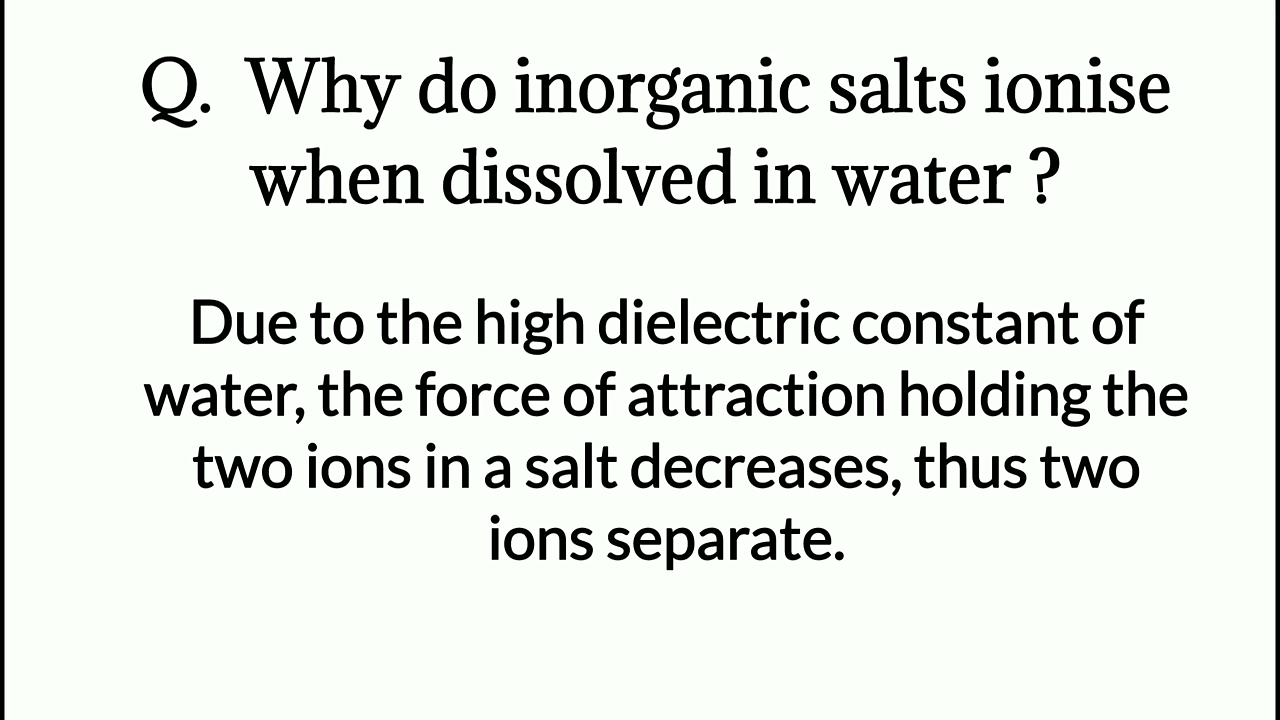 Q. Why do inorganic salts ionise
when dissolved in water ?
Due to the high dielectric constant of
water, the force of attraction holding the
two ions in a salt decreases, thus two
ions separate.